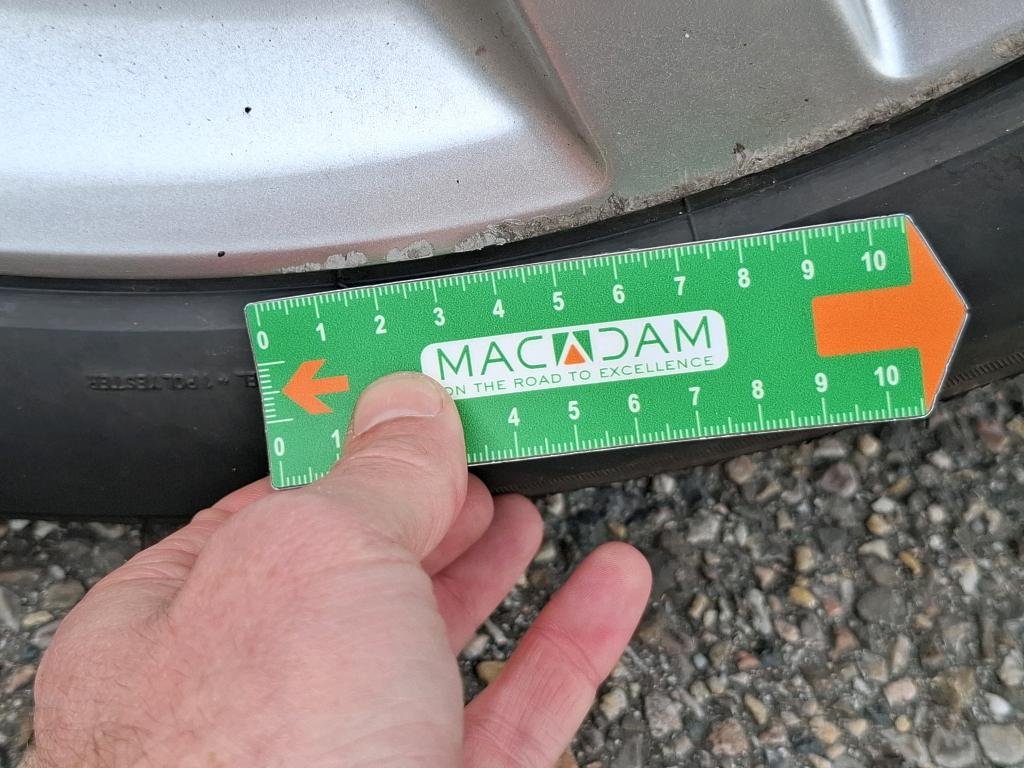 0 1 2 3 4 5 6 7 8 9 10
MACADAM
ON THE ROAD TO EXCELLENCE
0 1 4 5 6 7 8 9 10
1 POLYESTER